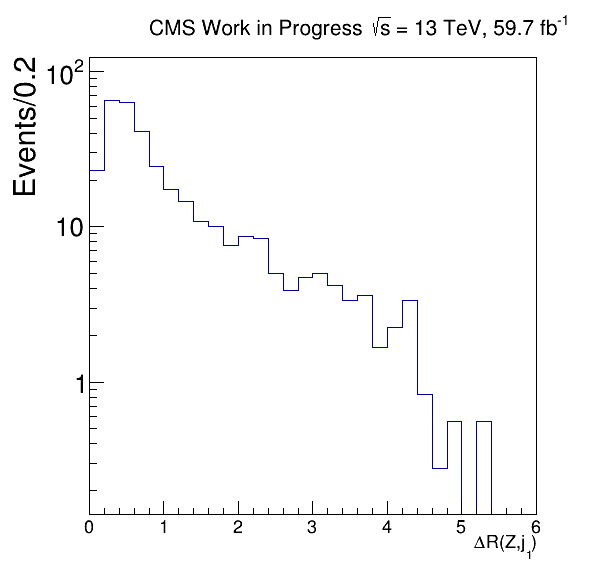 CMS Work in Progress √s = 13 TeV, 59.7 fb⁻¹
Events/0.2
10²
10
1
0 1 2 3 4 5 6
ΔR(Z,j₁)